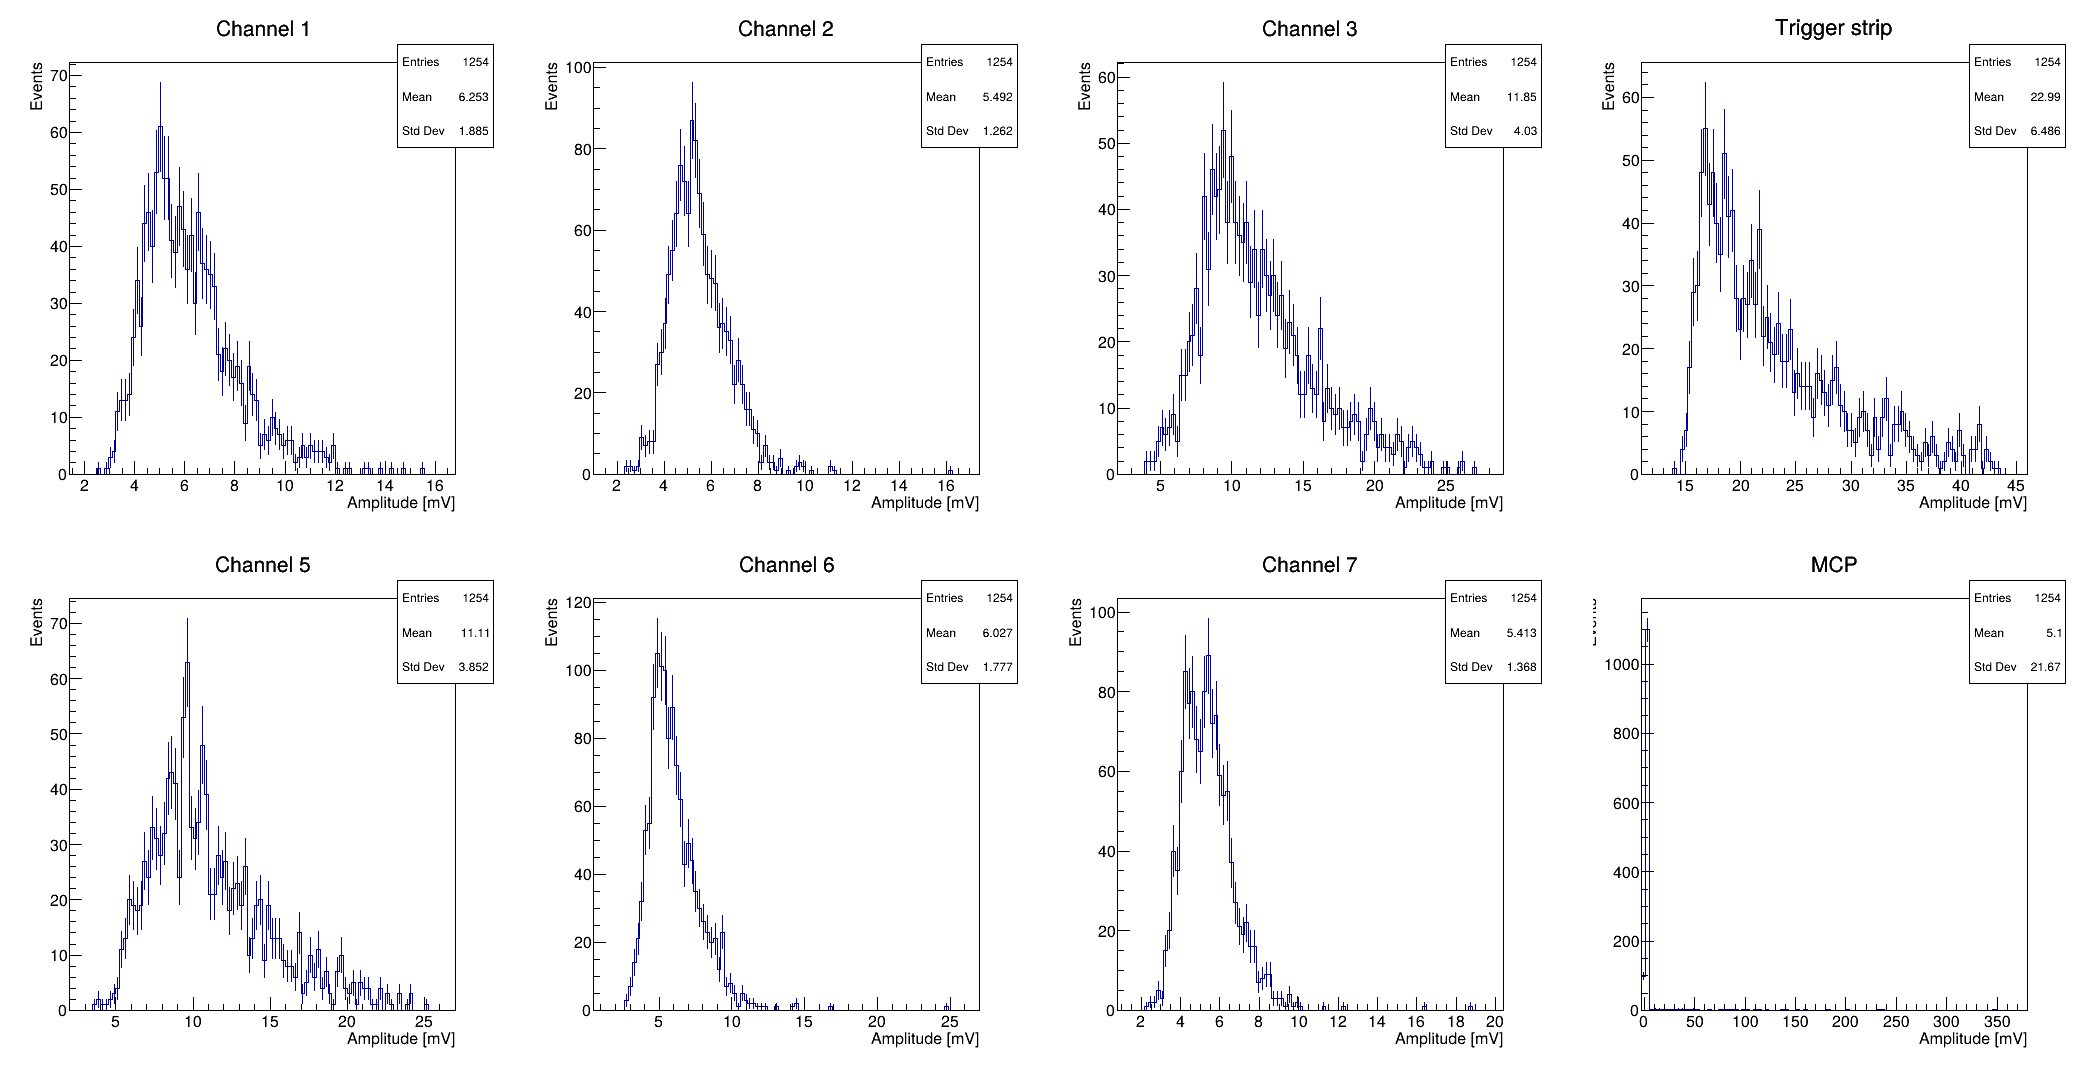 Channel 1
Events
Entries 1254
Mean 6.253
Std Dev 1.885
70
60
50
40
30
20
10
0
2 4 6 8 10 12 14 16
Amplitude [mV]
Channel 2
Events
Entries 1254
Mean 5.492
Std Dev 1.262
100
80
60
40
20
0
2 4 6 8 10 12 14 16
Amplitude [mV]
Channel 3
Events
Entries 1254
Mean 11.85
Std Dev 4.03
60
50
40
30
20
10
0
5 10 15 20 25
Amplitude [mV]
Trigger strip
Events
Entries 1254
Mean 22.99
Std Dev 6.486
60
50
40
30
20
10
0
15 20 25 30 35 40 45
Amplitude [mV]
Channel 5
Events
Entries 1254
Mean 11.11
Std Dev 3.852
70
60
50
40
30
20
10
0
5 10 15 20 25
Amplitude [mV]
Channel 6
Events
Entries 1254
Mean 6.027
Std Dev 1.777
120
100
80
60
40
20
0
5 10 15 20 25
Amplitude [mV]
Channel 7
Events
Entries 1254
Mean 5.413
Std Dev 1.368
100
80
60
40
20
0
2 4 6 8 10 12 14 16 18 20
Amplitude [mV]
MCP
Events
Entries 1254
Mean 5.1
Std Dev 21.67
1000
800
600
400
200
0
0 50 100 150 200 250 300 350
Amplitude [mV]